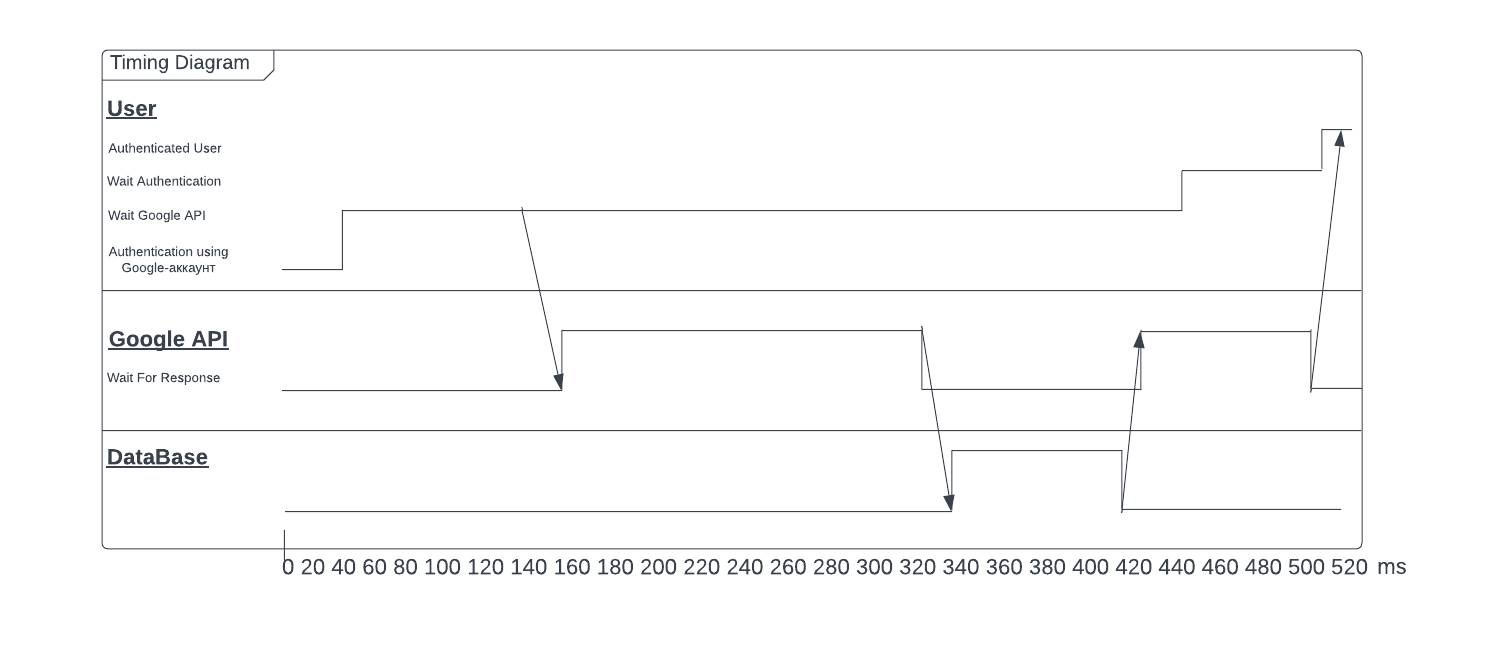 Timing Diagram
User
Authenticated User
Wait Authentication
Wait Google API
Authentication using
Google-аккаунт
Google API
Wait For Response
DataBase
0 20 40 60 80 100 120 140 160 180 200 220 240 260 280 300 320 340 360 380 400 420 440 460 480 500 520 ms